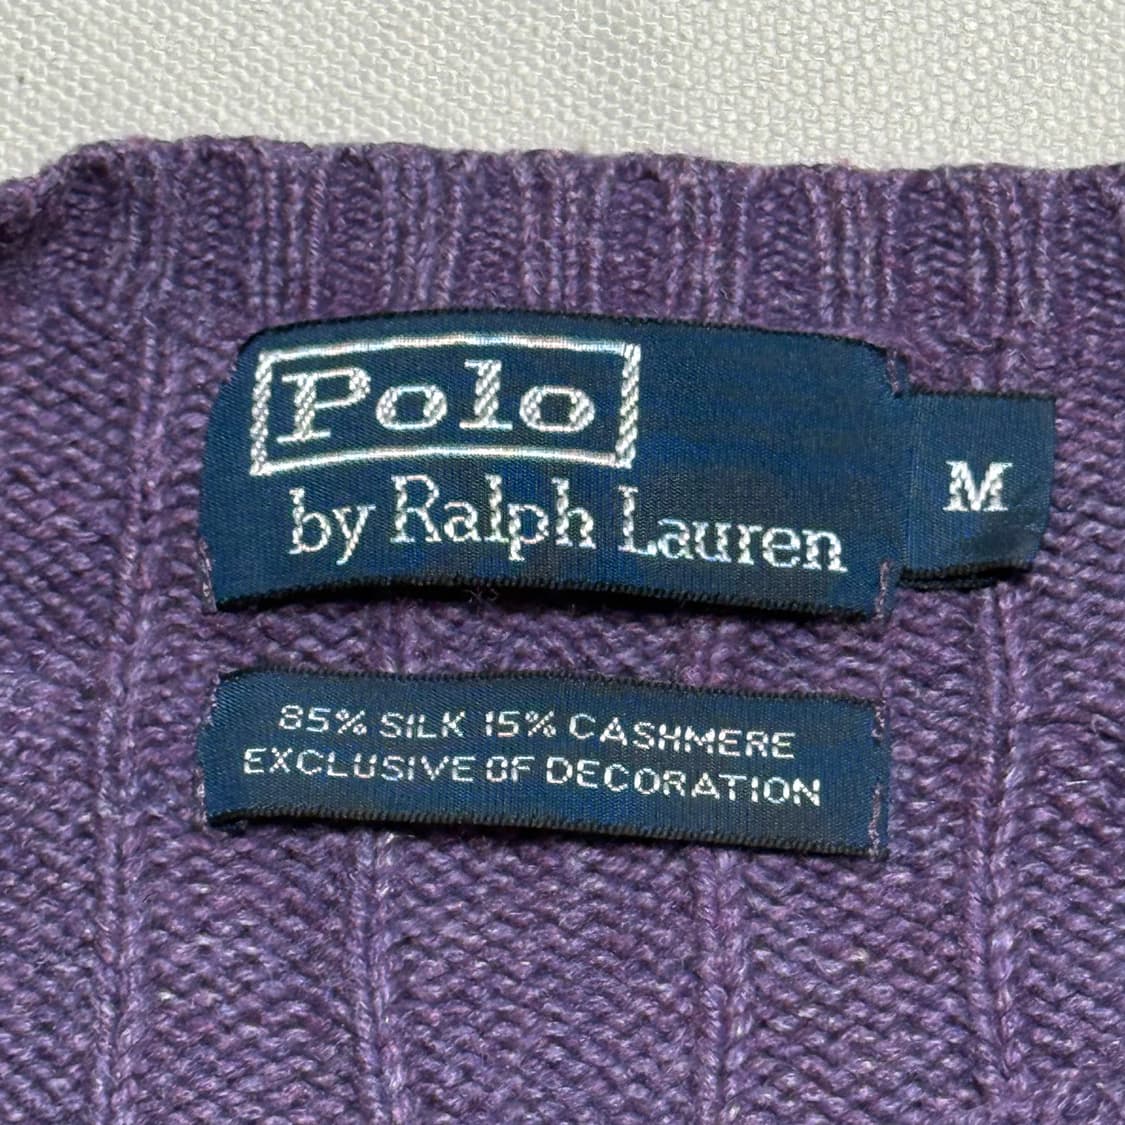 Polo
by Ralph Lauren
M
85% SILK 15% CASHMERE
EXCLUSIVE OF DECORATION